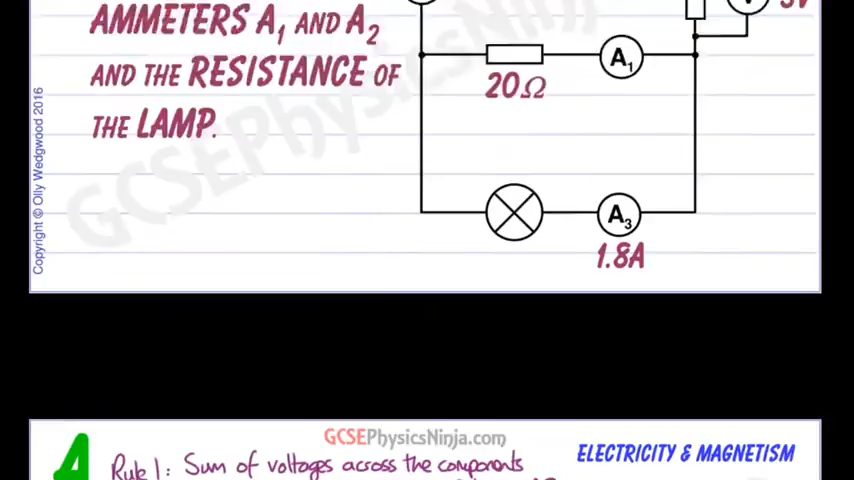 AMMETERS A1 AND A2
AND THE RESISTANCE OF
THE LAMP.
V
A1
20Ω
A3
1.8A
Copyright © Olly Wedgwood 2016
GCSEPhysicsNinja
GCSEPhysicsNinja.com
ELECTRICITY & MAGNETISM
4
Rule 1: Sum of voltages across the components